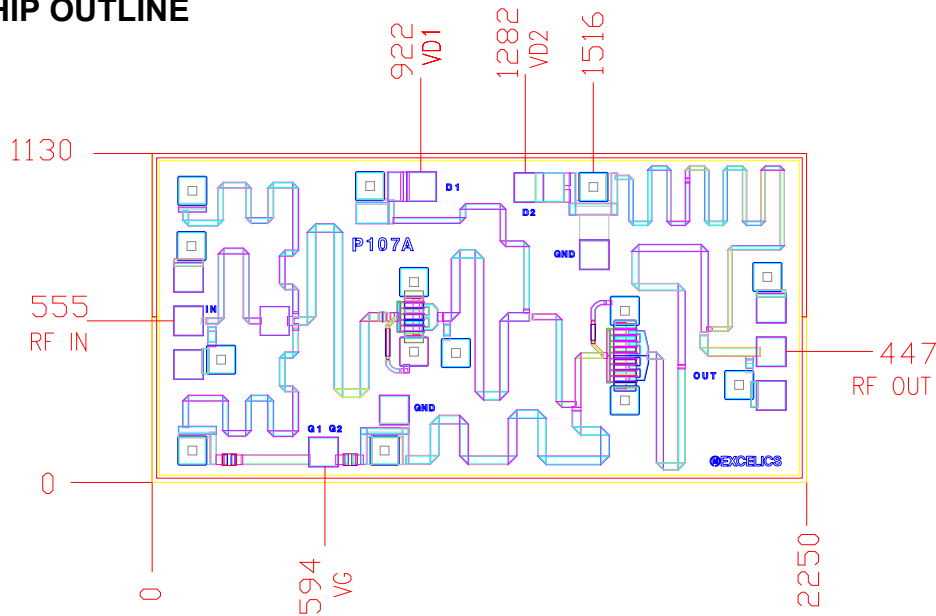 HIP OUTLINE
922
VD1
1282
VD2
1516
1130
D1
D2
P107A
GND
555
RF IN
IN
447
RF OUT
OUT
GND
G1 G2
EXCELICS
0
0
594
VG
2250